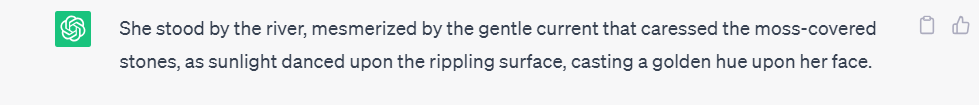 She stood by the river, mesmerized by the gentle current that caressed the moss-covered
stones, as sunlight danced upon the rippling surface, casting a golden hue upon her face.